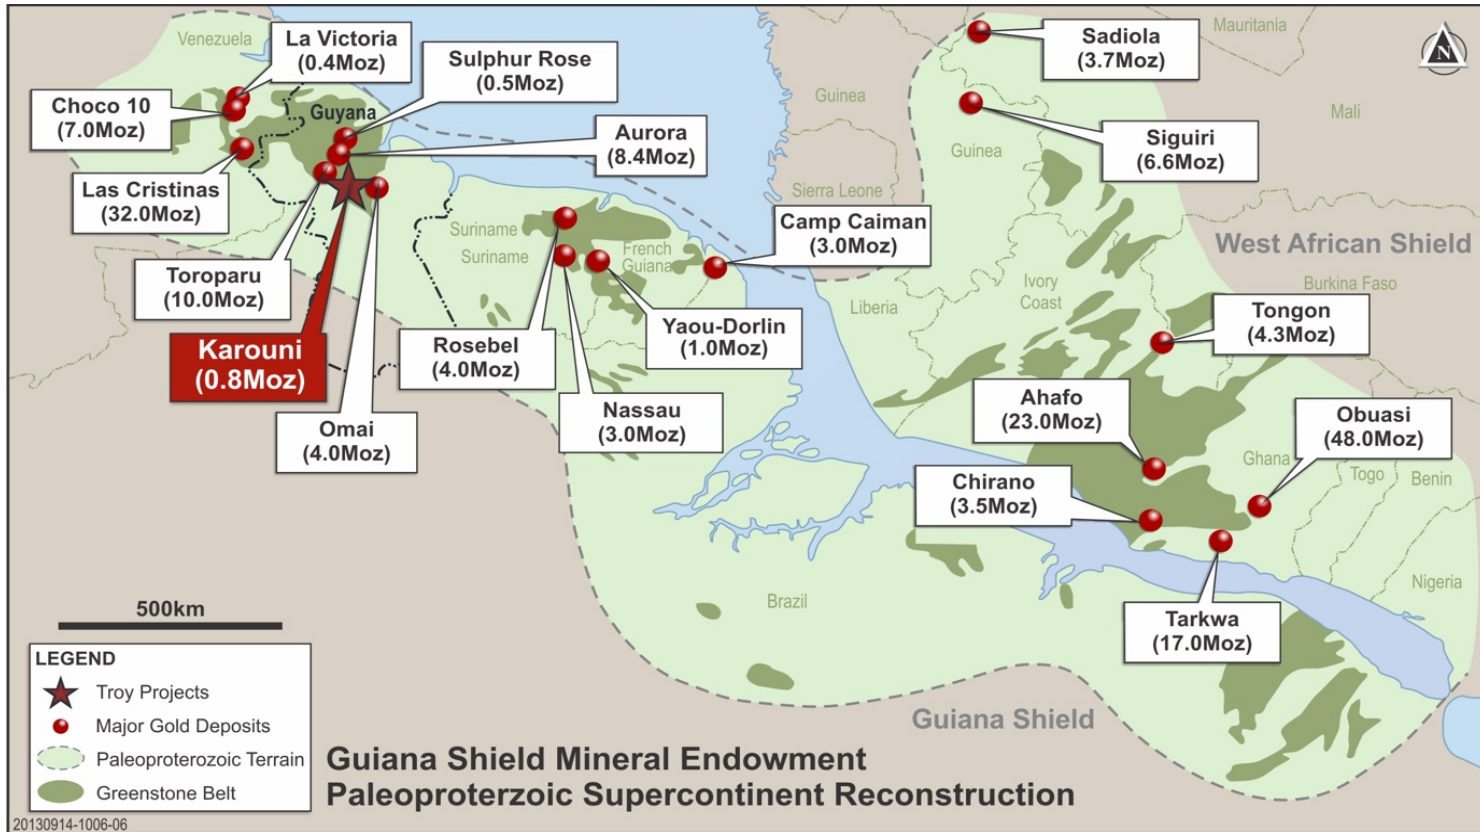 Venezuela
La Victoria
(0.4Moz)
Sulphur Rose
(0.5Moz)
Choco 10
(7.0Moz)
Guyana
Aurora
(8.4Moz)
Las Cristinas
(32.0Moz)
Toroparu
(10.0Moz)
Karouni
(0.8Moz)
Omai
(4.0Moz)
Suriname
Suriname
French
Guiana
Camp Caiman
(3.0Moz)
Rosebel
(4.0Moz)
Yaou-Dorlin
(1.0Moz)
Nassau
(3.0Moz)
Guinea
Sadiola
(3.7Moz)
Mauritania
N
Mali
Siguiri
(6.6Moz)
Guinea
Sierra Leone
West African Shield
Burkina Faso
Liberia
Ivory
Coast
Tongon
(4.3Moz)
Ahafo
(23.0Moz)
Obuasi
(48.0Moz)
Ghana
Togo
Benin
Chirano
(3.5Moz)
Nigeria
Tarkwa
(17.0Moz)
Brazil
Guiana Shield
500km
LEGEND
Troy Projects
Major Gold Deposits
Paleoproterozoic Terrain
Greenstone Belt
Guiana Shield Mineral Endowment
Paleoproterzoic Supercontinent Reconstruction
20130914-1006-06